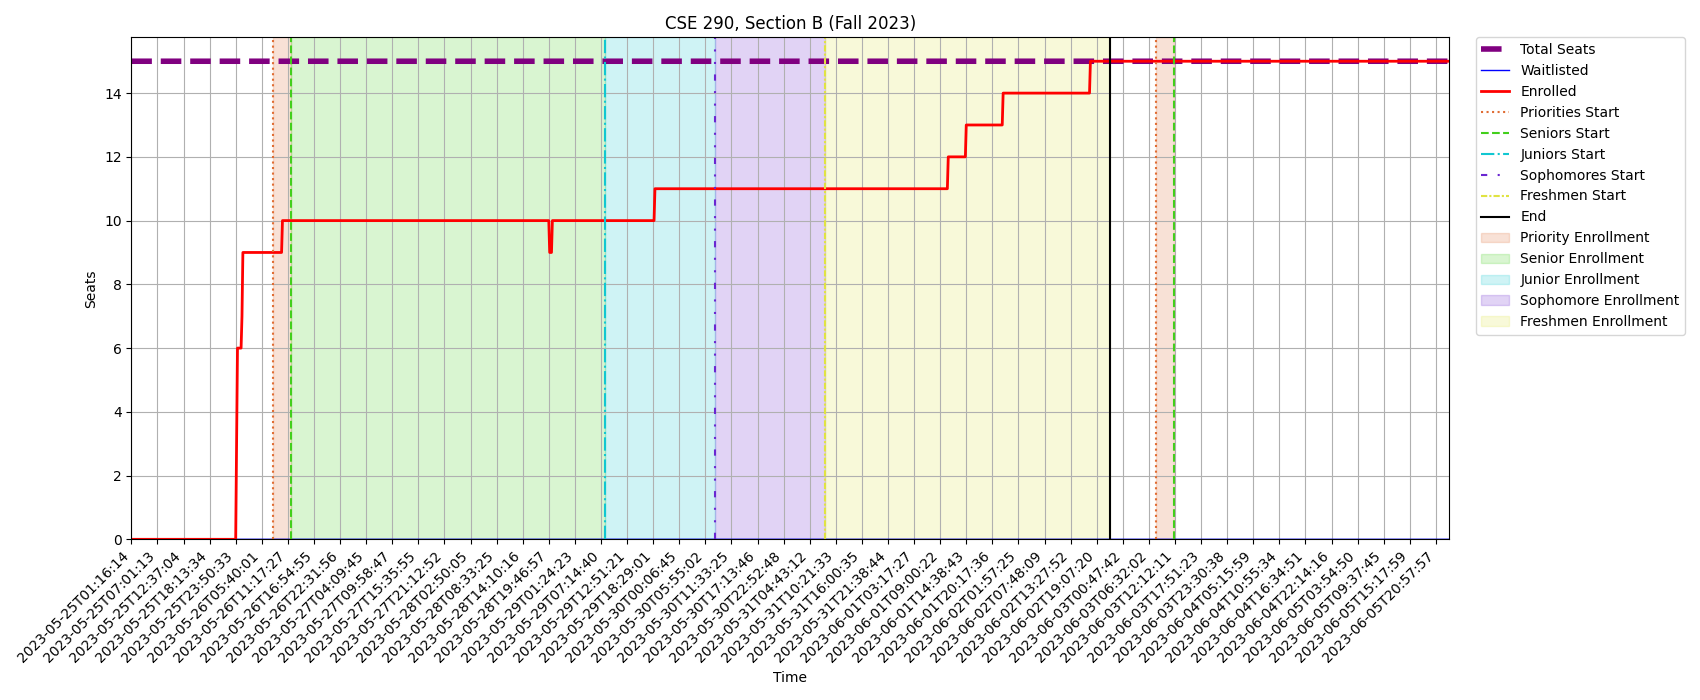 CSE 290, Section B (Fall 2023)
Seats
14
12
10
8
6
4
2
0
2023-05-25T01:16:14
2023-05-25T07:01:13
2023-05-25T12:37:04
2023-05-25T18:13:34
2023-05-25T23:50:33
2023-05-26T05:40:01
2023-05-26T11:17:27
2023-05-26T16:54:55
2023-05-26T22:31:56
2023-05-27T04:09:45
2023-05-27T09:58:47
2023-05-27T15:35:55
2023-05-27T21:12:52
2023-05-28T02:50:05
2023-05-28T08:33:25
2023-05-28T14:10:16
2023-05-28T19:46:57
2023-05-29T01:24:23
2023-05-29T07:14:40
2023-05-29T12:51:21
2023-05-29T18:29:01
2023-05-30T00:06:45
2023-05-30T05:55:02
2023-05-30T11:33:25
2023-05-30T17:13:46
2023-05-30T22:52:48
2023-05-31T04:43:12
2023-05-31T10:21:33
2023-05-31T16:00:35
2023-05-31T21:38:44
2023-06-01T03:17:27
2023-06-01T09:00:22
2023-06-01T14:38:43
2023-06-01T20:17:36
2023-06-02T01:57:25
2023-06-02T07:48:09
2023-06-02T13:27:52
2023-06-02T19:07:20
2023-06-03T00:47:42
2023-06-03T06:32:02
2023-06-03T12:12:11
2023-06-03T17:51:23
2023-06-03T23:30:38
2023-06-04T05:15:59
2023-06-04T10:55:34
2023-06-04T16:34:51
2023-06-04T22:14:16
2023-06-05T03:54:50
2023-06-05T09:37:45
2023-06-05T15:17:59
2023-06-05T20:57:57
Time
Total Seats
Waitlisted
Enrolled
Priorities Start
Seniors Start
Juniors Start
Sophomores Start
Freshmen Start
End
Priority Enrollment
Senior Enrollment
Junior Enrollment
Sophomore Enrollment
Freshmen Enrollment